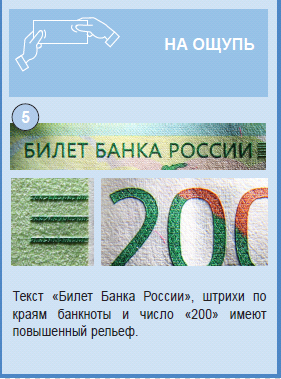 НА ОЩУПЬ
5
БИЛЕТ БАНКА РОССИИ
200
Текст «Билет Банка России», штрихи по
краям банкноты и число «200» имеют
повышенный рельеф.